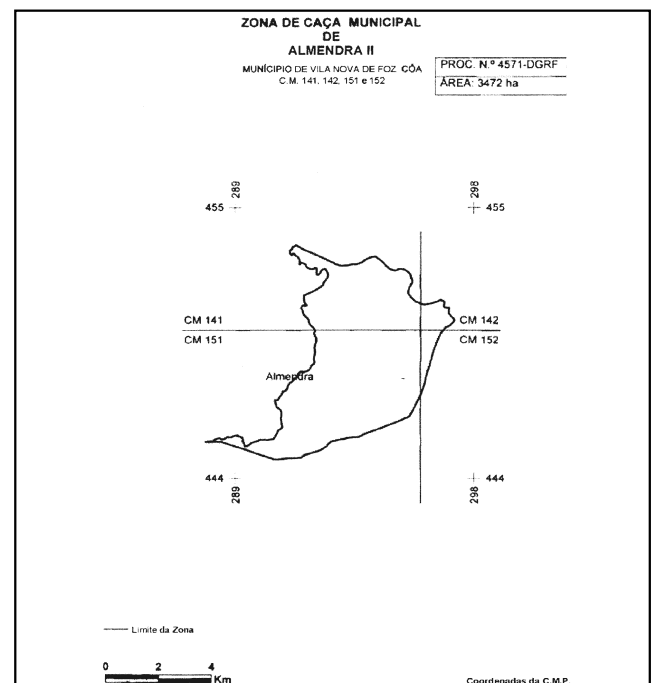 ZONA DE CAÇA MUNICIPAL
DE
ALMENDRA II
MUNÍCIPIO DE VILA NOVA DE FOZ CÔA
C.M. 141, 142, 151 e 152
PROC. N.º 4571-DGRF
ÁREA: 3472 ha
289
298
455
455
CM 141
CM 142
CM 151
CM 152
Almendra
444
444
289
298
Limite da Zona
0 2 4
Km
Coordenadas da C.M.P.